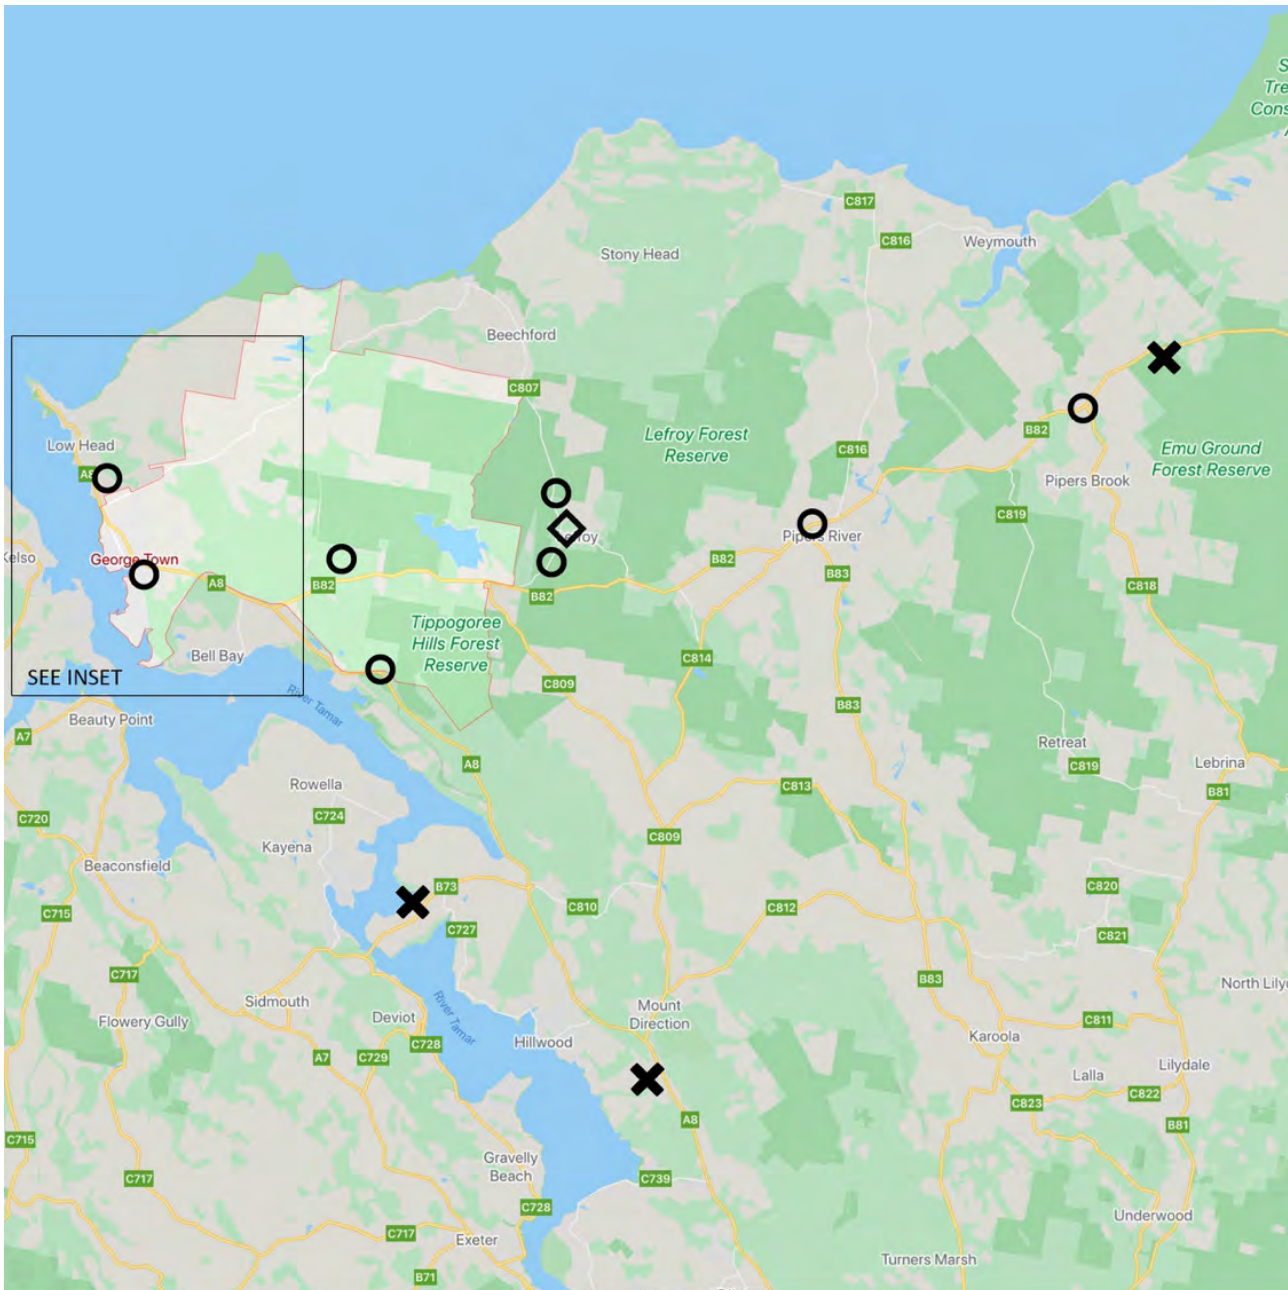 S
Tre
Cons
A
C817
C816
Weymouth
Stony Head
Beechford
C807
Low Head
A8
Lefroy Forest
Reserve
C816
B82
Emu Ground
Forest Reserve
Pipers Brook
C819
Pipers River
Kelso
George Town
A8
B82
B82
B82
B83
C818
Tippogoree
Hills Forest
Reserve
Bell Bay
SEE INSET
C814
C809
River Tamar
Beauty Point
A7
B83
Retreat
C819
Lebrina
B81
A8
Rowella
C724
C813
C720
Kayena
C809
Beaconsfield
B73
C820
C715
C810
C812
C727
C821
C717
B83
North Lily
Sidmouth
Flowery Gully
Deviot
River Tamar
Mount
Direction
C811
Hillwood
Karoola
A7
C729
C728
Lalla
Lilydale
C822
C823
A8
B81
C715
Gravelly
Beach
C717
C739
C728
Underwood
C717
Exeter
Turners Marsh
B71